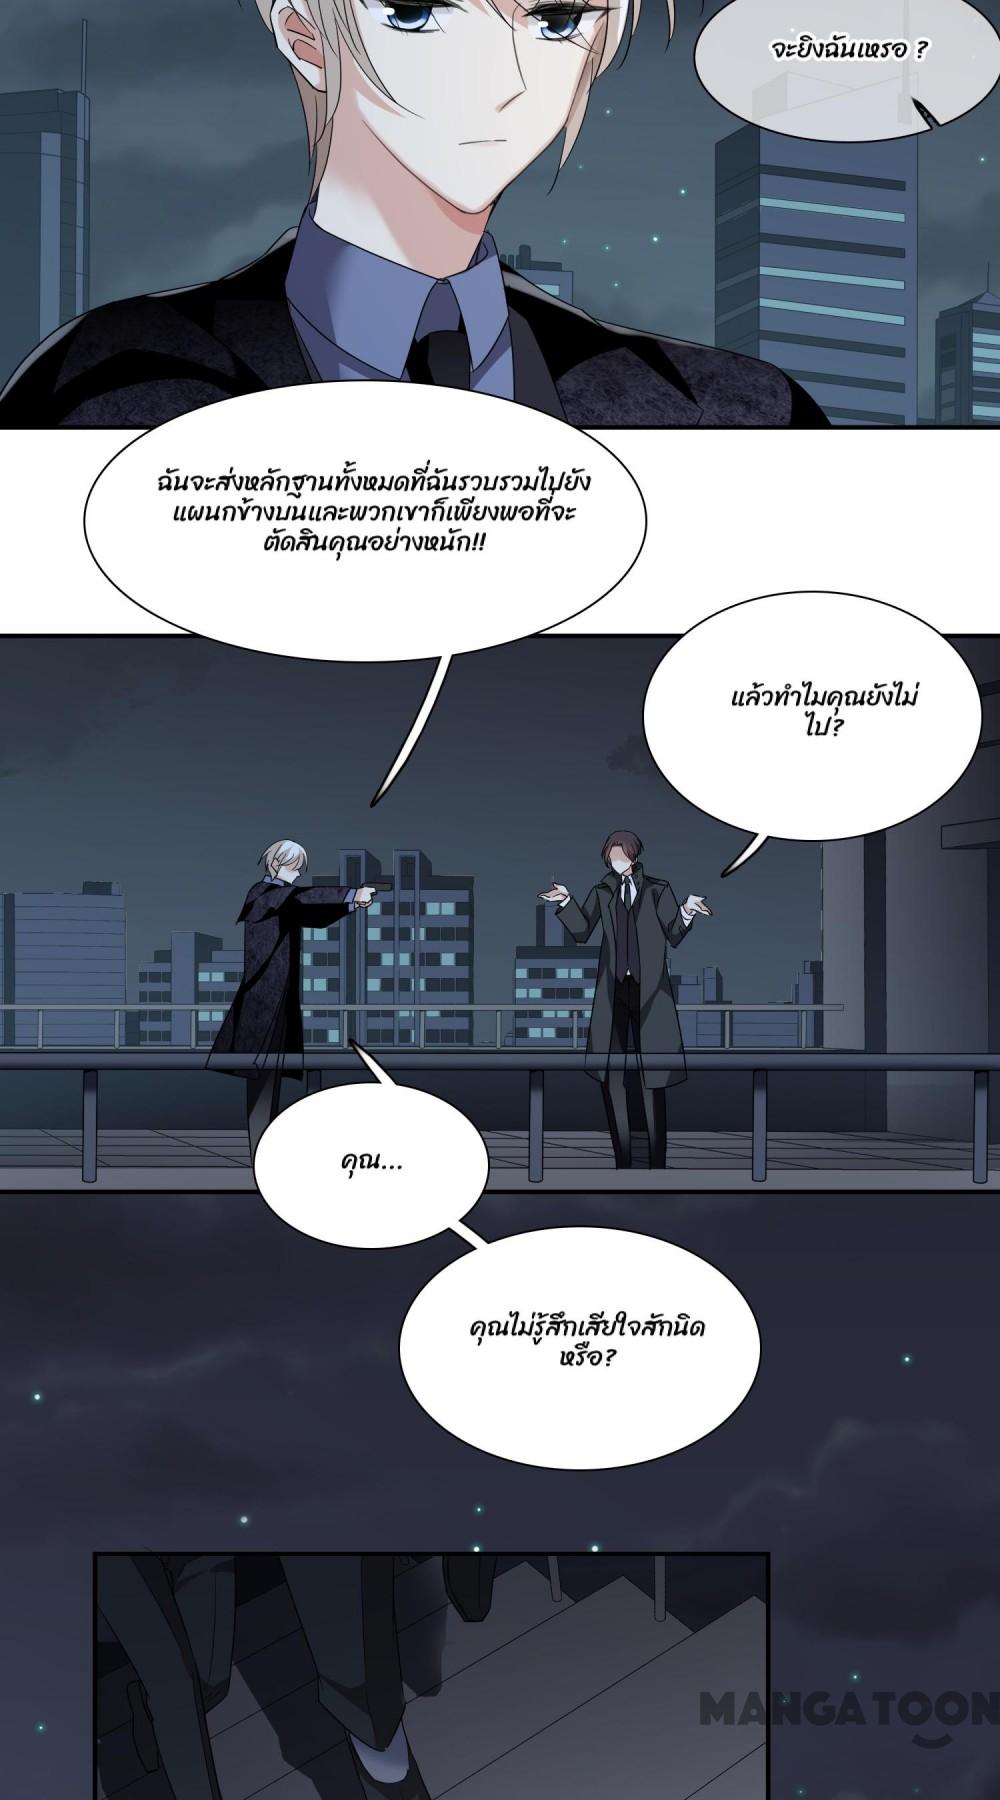 จะยิงฉันเหรอ ?
ฉันจะส่งหลักฐานทั้งหมดที่ฉันรวบรวมไปยัง
แผนกข้างบนและพวกเขาก็เพียงพอที่จะ
ตัดสินคุณอย่างหนัก!!
แล้วทำไมคุณยังไม่
ไป?
คุณ...
คุณไม่รู้สึกเสียใจสักนิด
หรือ?
MANGA TOON